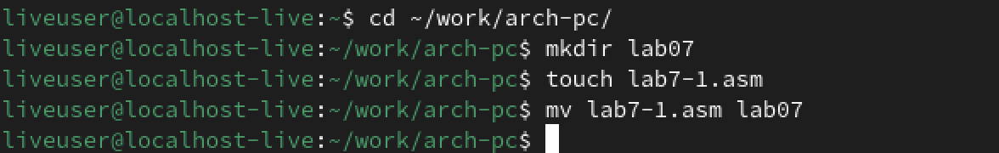 liveuser@localhost-live:~$ cd ~/work/arch-pc/
liveuser@localhost-live:~/work/arch-pc$ mkdir lab07
liveuser@localhost-live:~/work/arch-pc$ touch lab7-1.asm
liveuser@localhost-live:~/work/arch-pc$ mv lab7-1.asm lab07
liveuser@localhost-live:~/work/arch-pc$